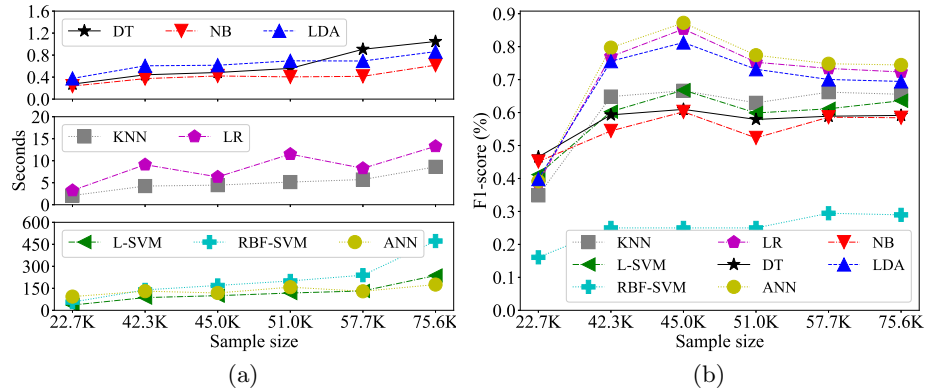 1.6
1.2
0.8
0.4
0.0
DT NB LDA
20
15
10
5
0
KNN LR
Seconds
600
450
300
150
0
L-SVM RBF-SVM ANN
22.7K 42.3K 45.0K 51.0K 57.7K 75.6K
Sample size
(a)
0.9
0.8
0.7
0.6
0.5
0.4
0.3
0.2
0.1
0.0
F1-score (%)
KNN LR NB
L-SVM DT LDA
RBF-SVM ANN
22.7K 42.3K 45.0K 51.0K 57.7K 75.6K
Sample size
(b)